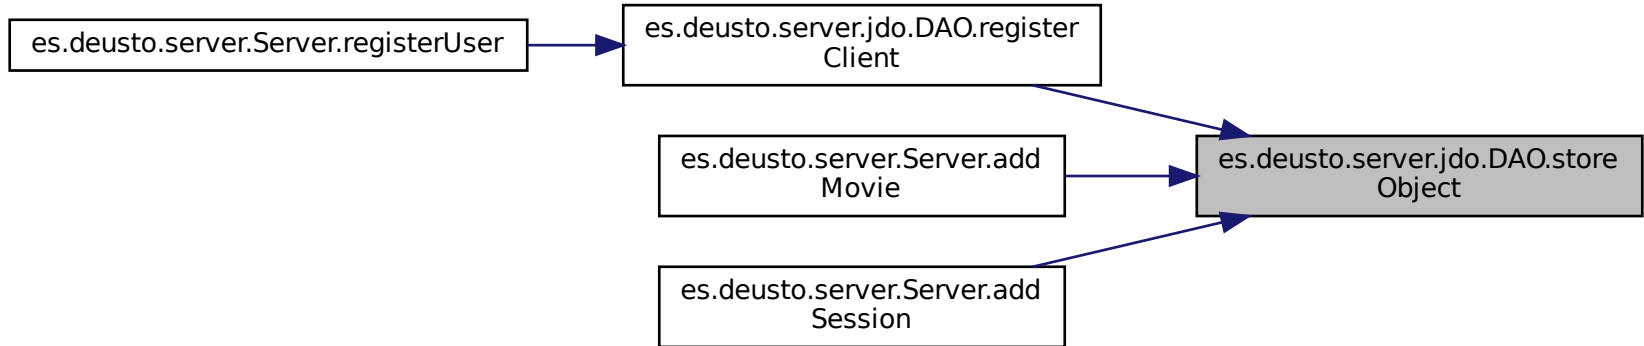 es.deusto.server.Server.registerUser
es.deusto.server.jdo.DAO.register
Client
es.deusto.server.Server.add
Movie
es.deusto.server.jdo.DAO.store
Object
es.deusto.server.Server.add
Session